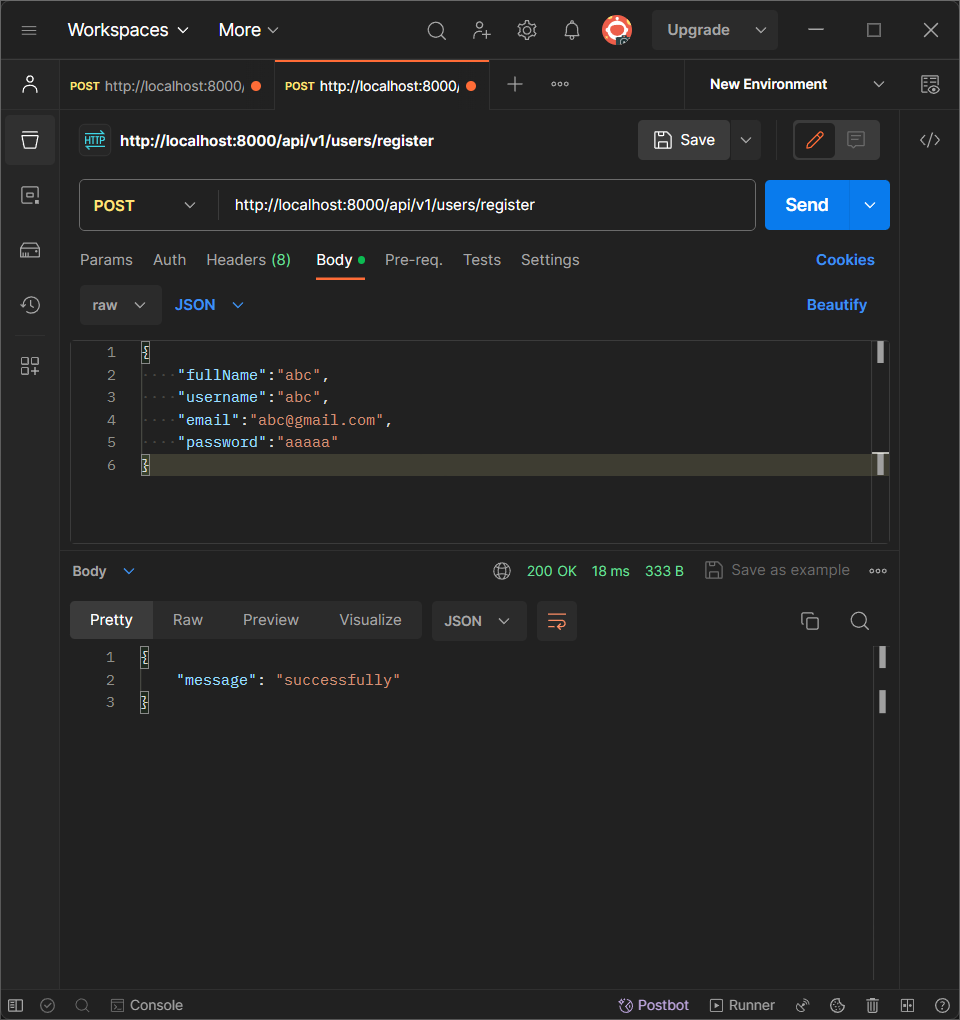 Workspaces More Upgrade
POST http://localhost:8000/ POST http://localhost:8000/ New Environment
HTTP http://localhost:8000/api/v1/users/register Save
POST http://localhost:8000/api/v1/users/register Send
Params Auth Headers (8) Body Pre-req. Tests Settings Cookies
raw JSON Beautify
1 {
2 "fullName":"abc",
3 "username":"abc",
4 "email":"abc@gmail.com",
5 "password":"aaaaa"
6 }
Body 200 OK 18 ms 333 B Save as example
Pretty Raw Preview Visualize JSON
1 {
2 "message": "successfully"
3 }
Console Postbot Runner